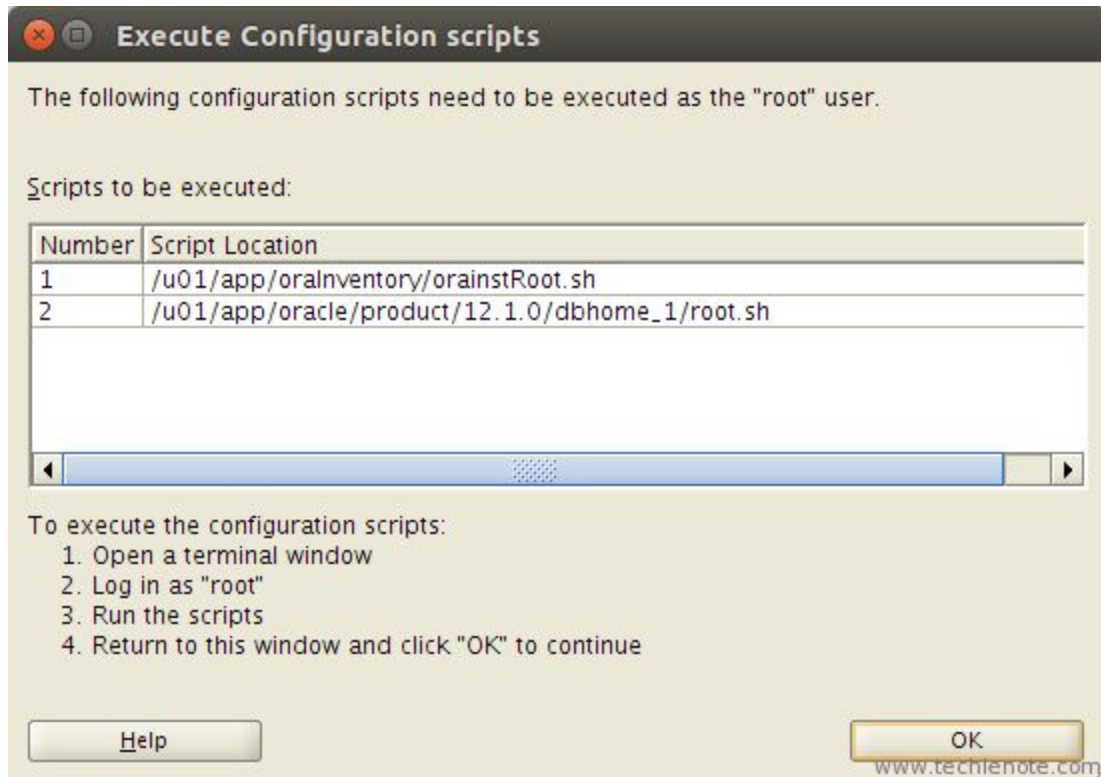 Execute Configuration scripts
The following configuration scripts need to be executed as the "root" user.
Scripts to be executed:
Number Script Location
1 /u01/app/oraInventory/orainstRoot.sh
2 /u01/app/oracle/product/12.1.0/dbhome_1/root.sh
To execute the configuration scripts:
1. Open a terminal window
2. Log in as "root"
3. Run the scripts
4. Return to this window and click "OK" to continue
Help OK
www.techienote.com